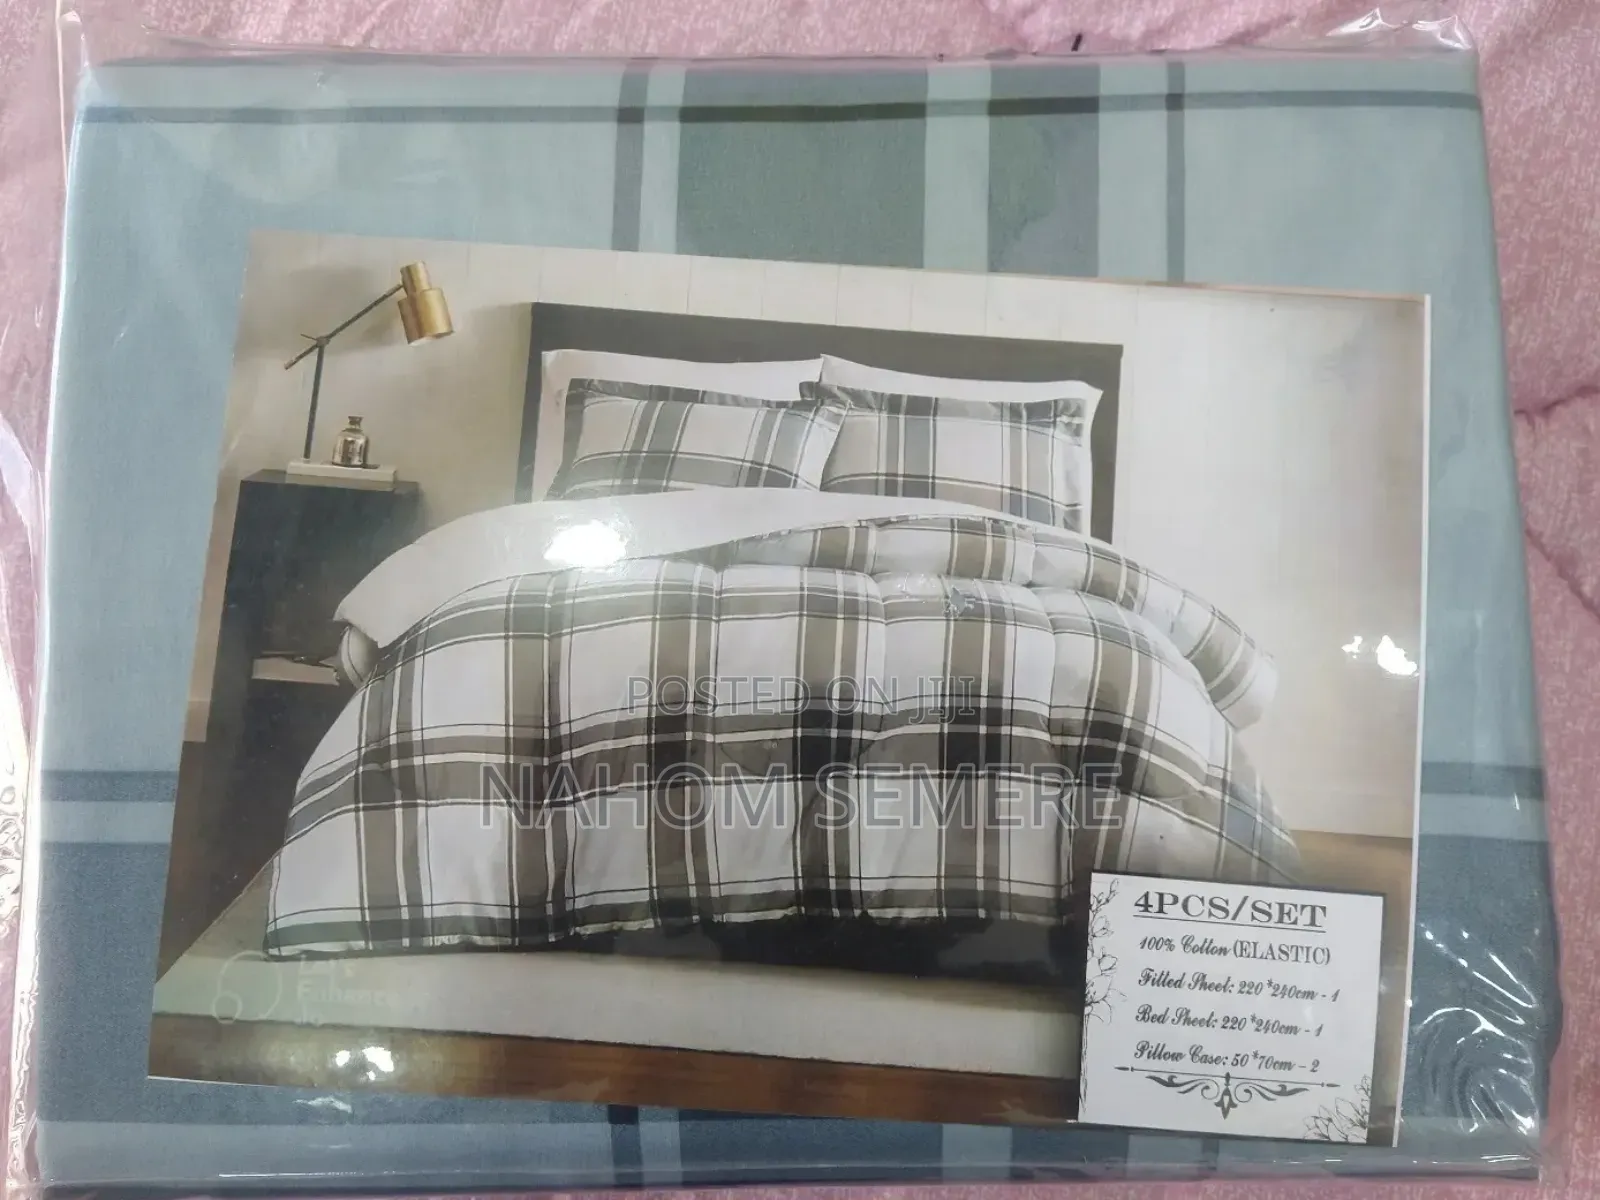 POSTED ON JIJI
NAHOM SEMERE
4PCS/SET
100% Cotton (ELASTIC)
Fitted Sheet: 220*240cm - 1
Bed Sheet: 220*240cm - 1
Pillow Case: 50*70cm - 2